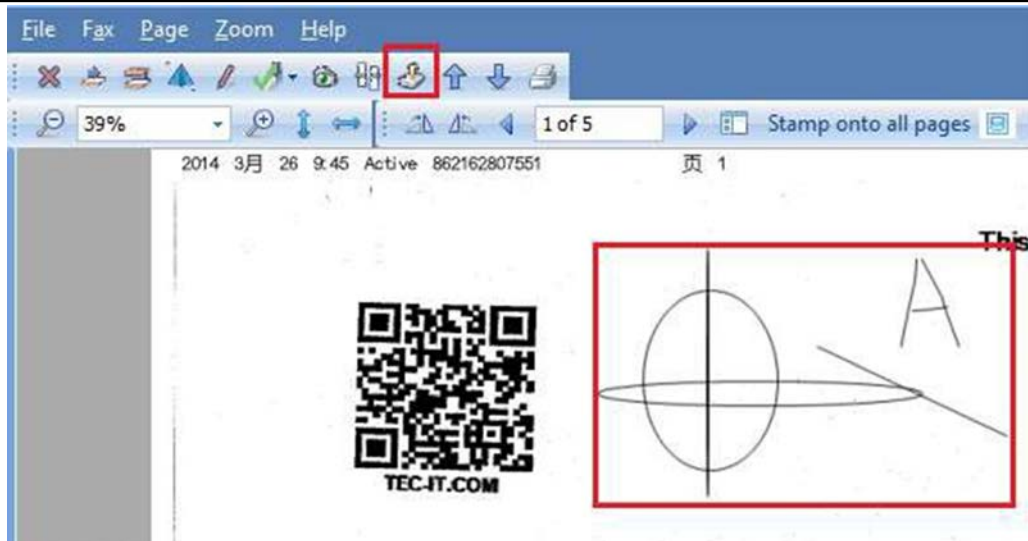 File Fax Page Zoom Help
39% 1 of 5 Stamp onto all pages
2014 3月 26 9:45 Active 862162807551 页 1
This
A
TEC-IT.COM